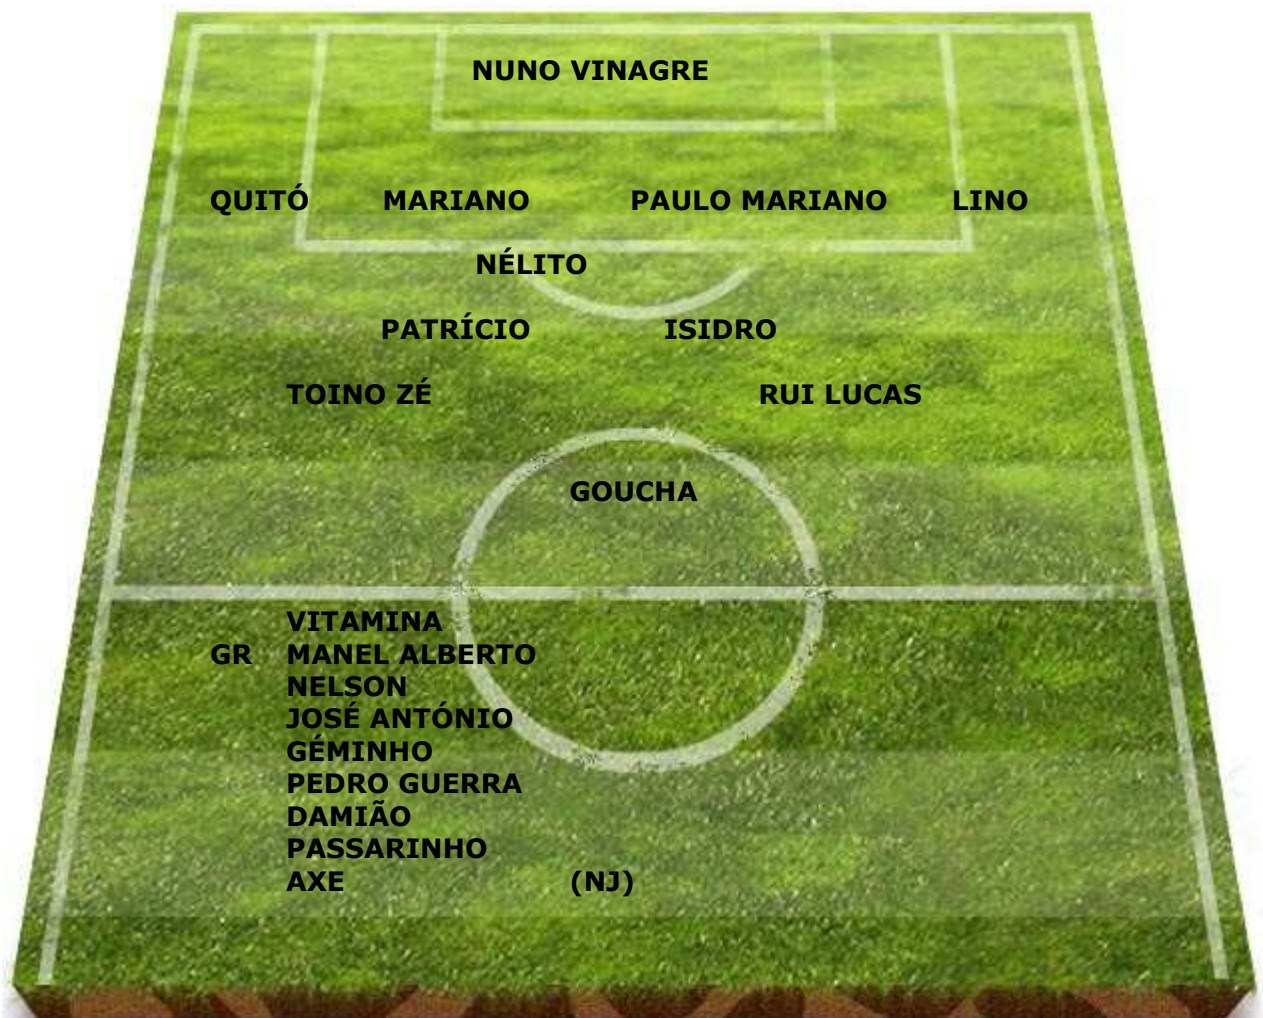 NUNO VINAGRE
QUITÓ MARIANO PAULO MARIANO LINO
NÉLITO
PATRÍCIO ISIDRO
TOINO ZÉ RUI LUCAS
GOUCHA
VITAMINA
GR MANEL ALBERTO
NELSON
JOSÉ ANTÓNIO
GÉMINHO
PEDRO GUERRA
DAMIÃO
PASSARINHO
AXE (NJ)